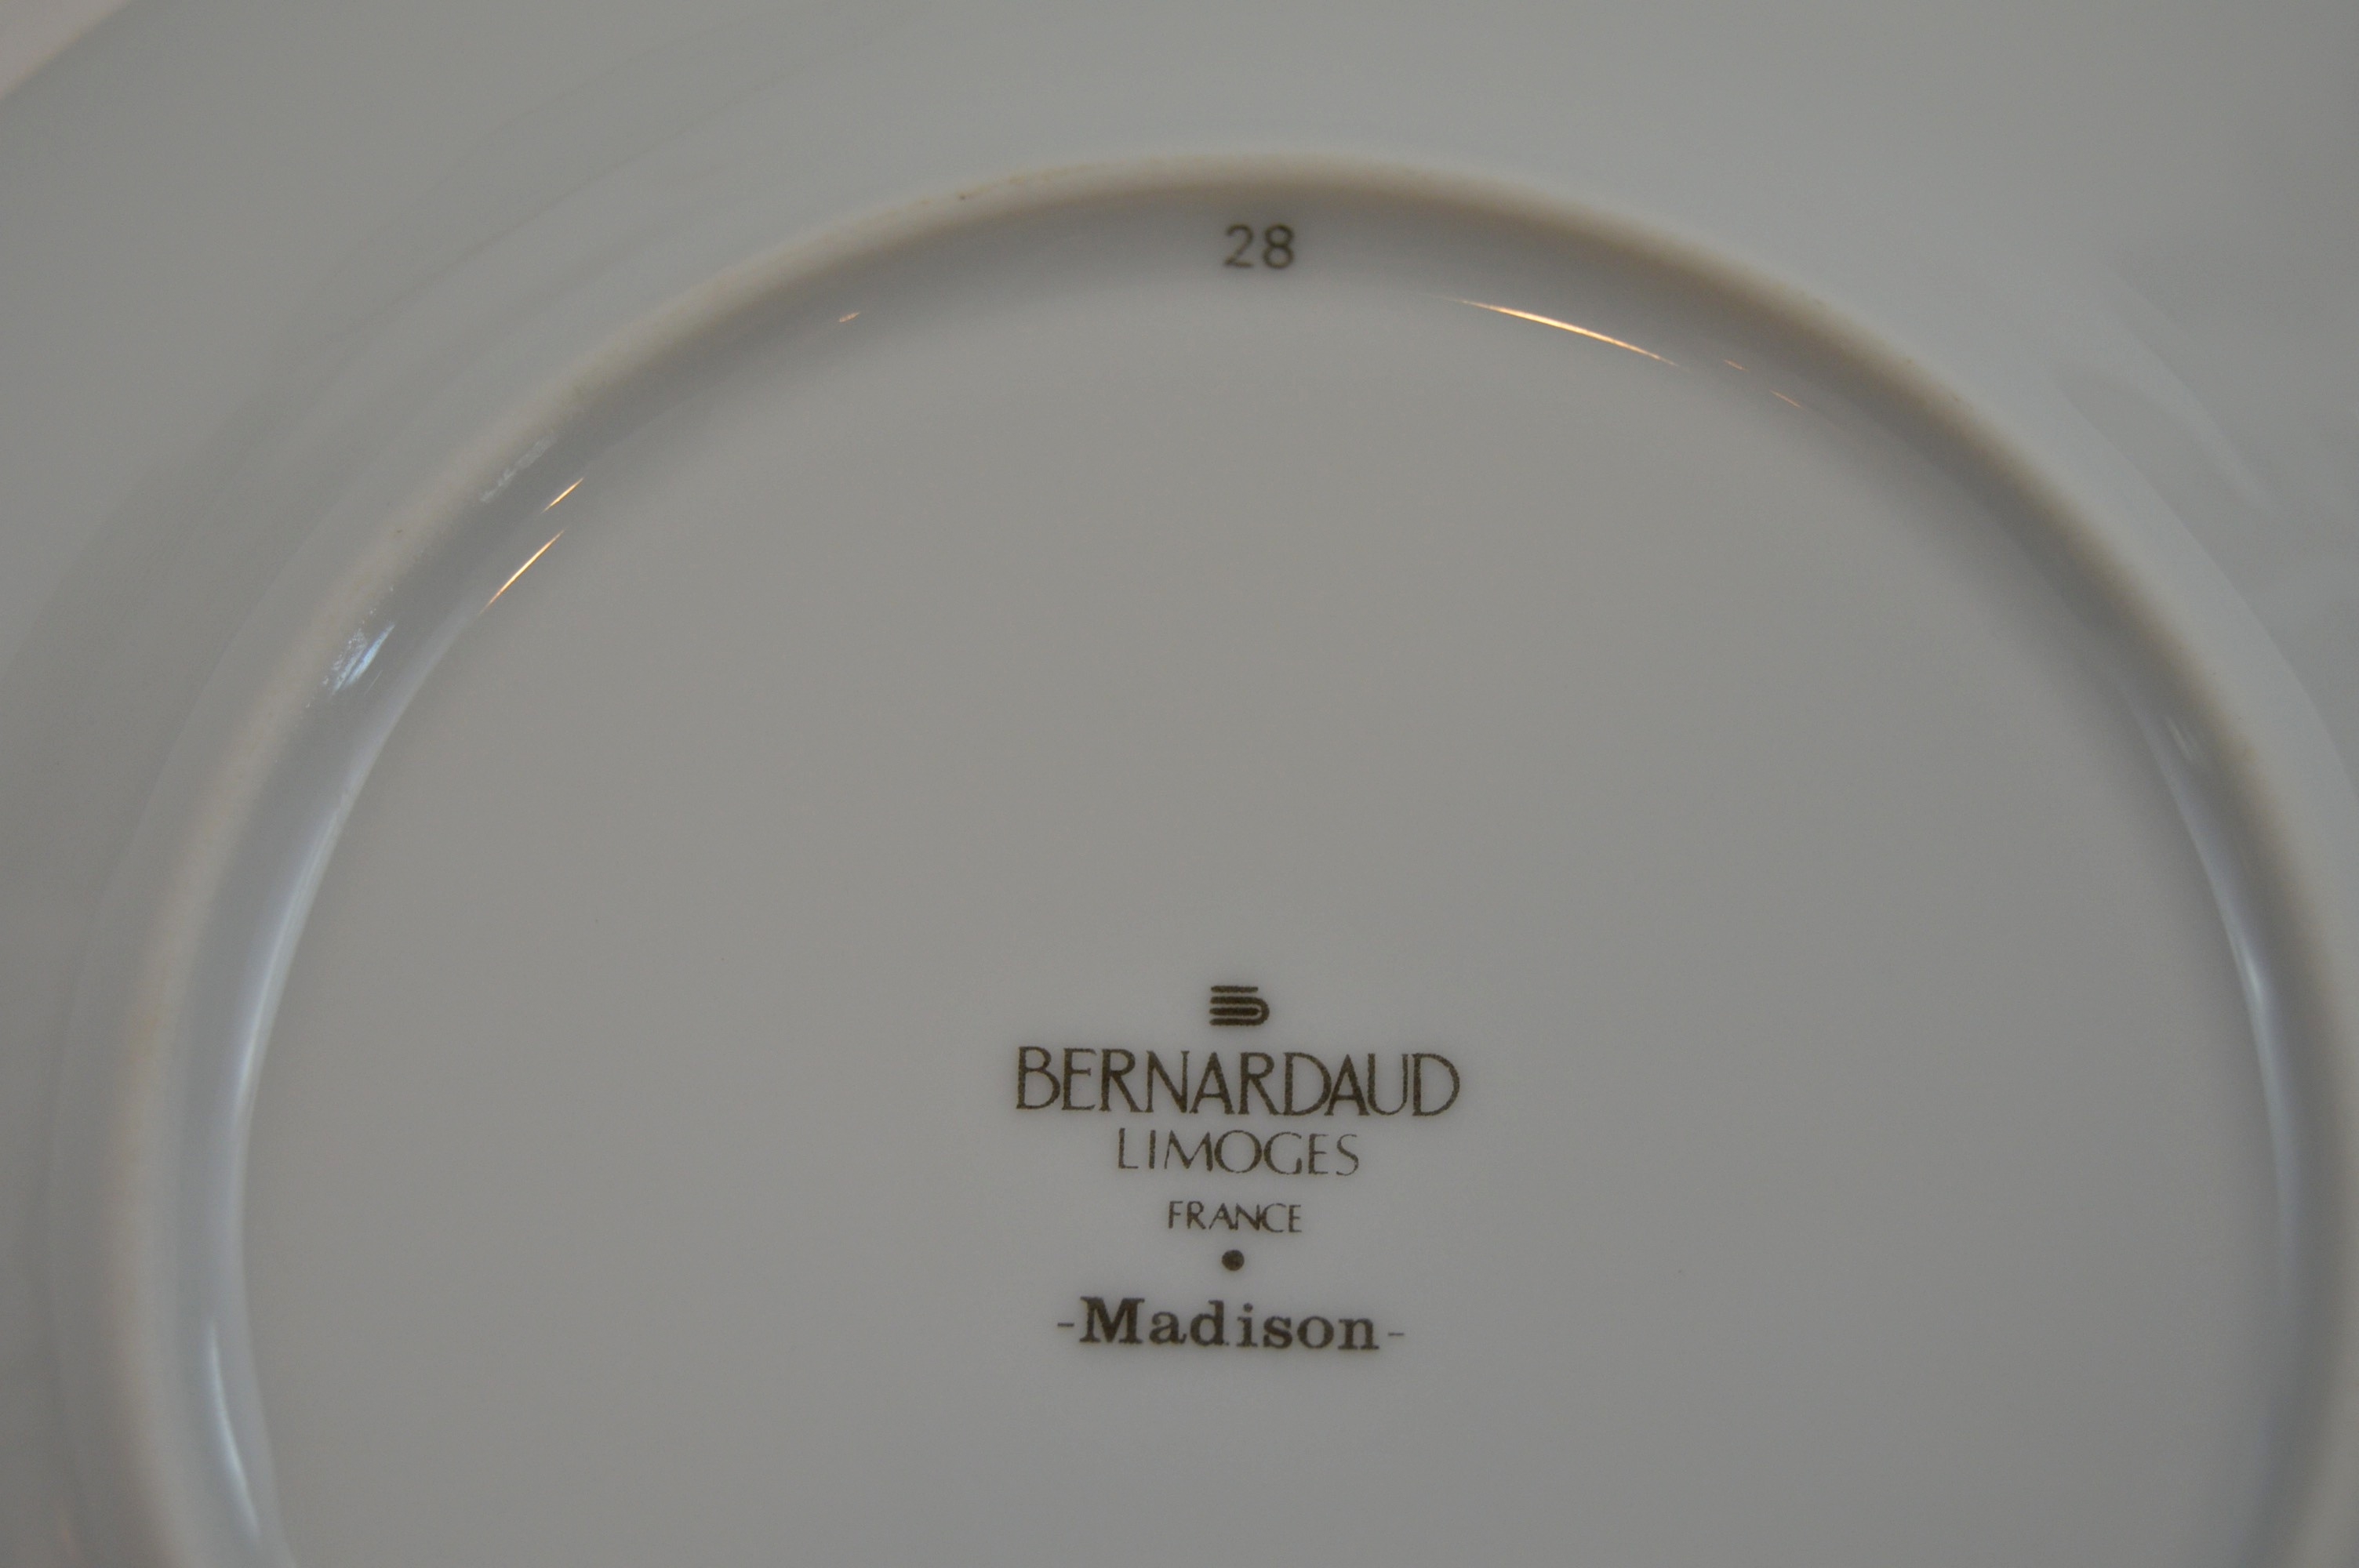 28
BERNARDAUD
LIMOGES
FRANCE
-Madison-